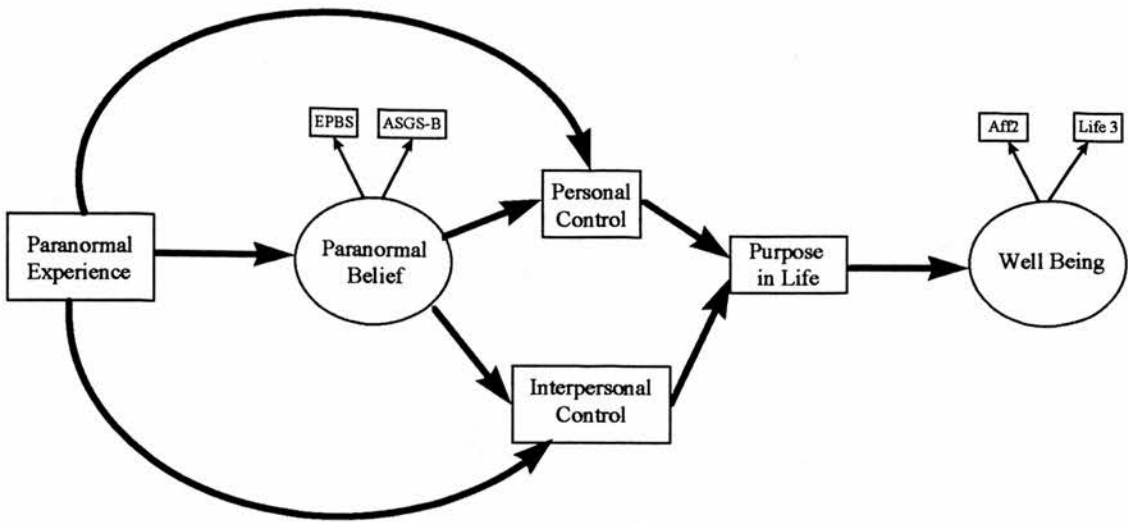 EPBS
ASGS-B
Aff2
Life 3
Personal
Control
Paranormal
Experience
Paranormal
Belief
Purpose
in Life
Well Being
Interpersonal
Control